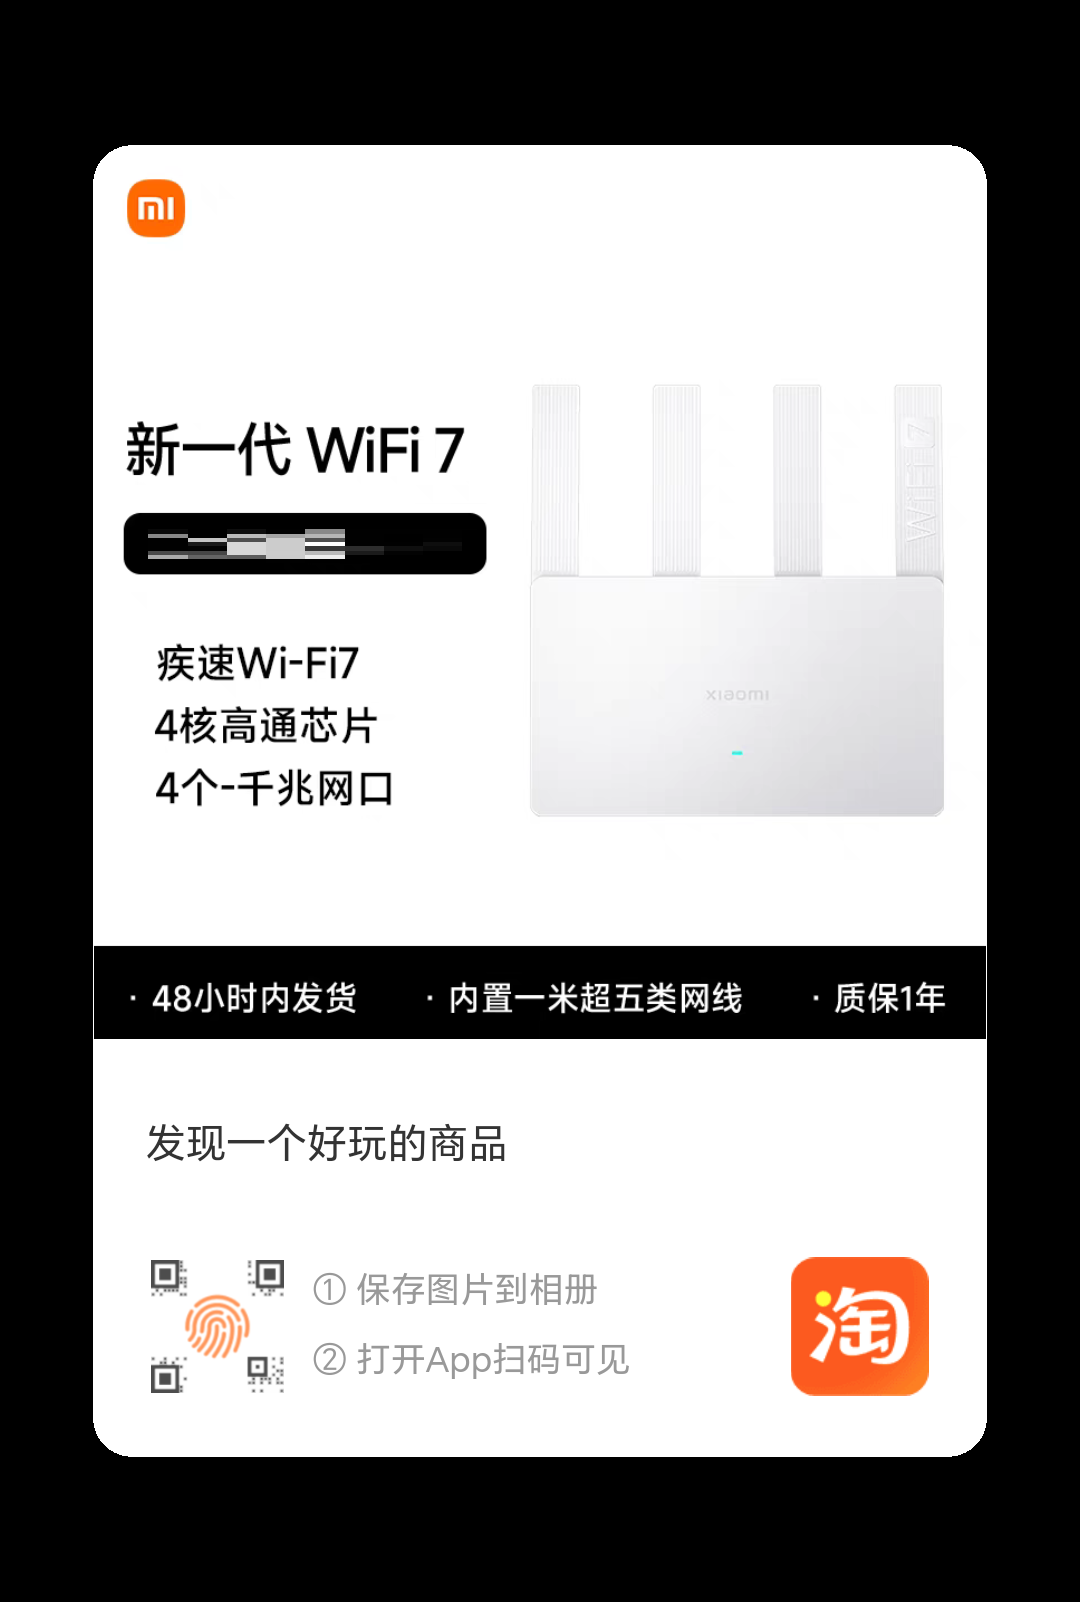 mi
新一代 WiFi 7
WiFi 7
疾速Wi-Fi7
4核高通芯片
4个-千兆网口
xiaomi
· 48小时内发货
· 内置一米超五类网线
· 质保1年
发现一个好玩的商品
① 保存图片到相册
② 打开App扫码可见
淘